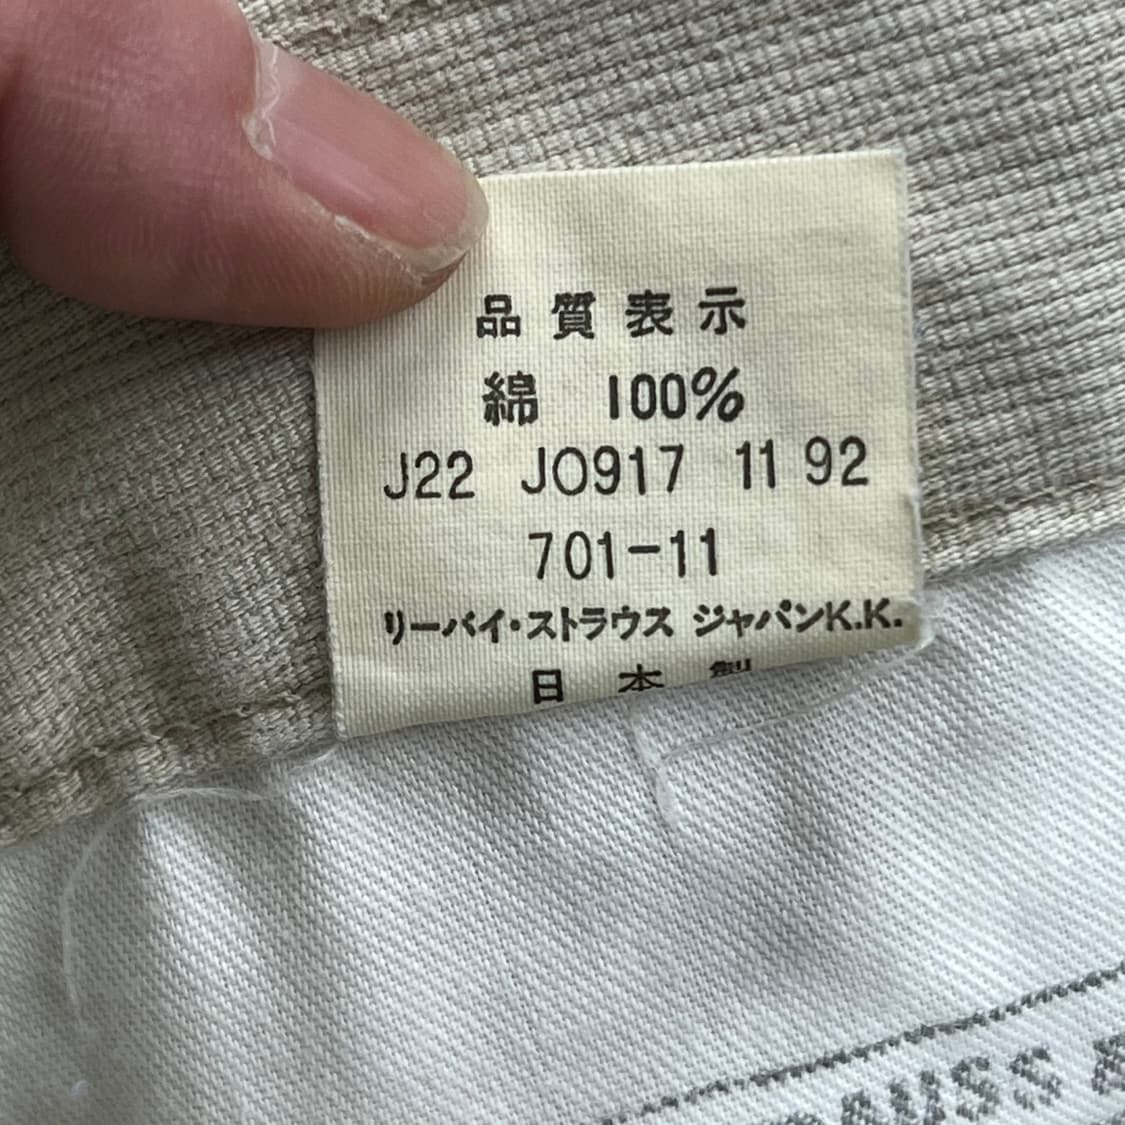 品質表示
綿 100%
J22 JO917 11 92
701-11
リーバイ・ストラウス ジャパンK.K.
日本製